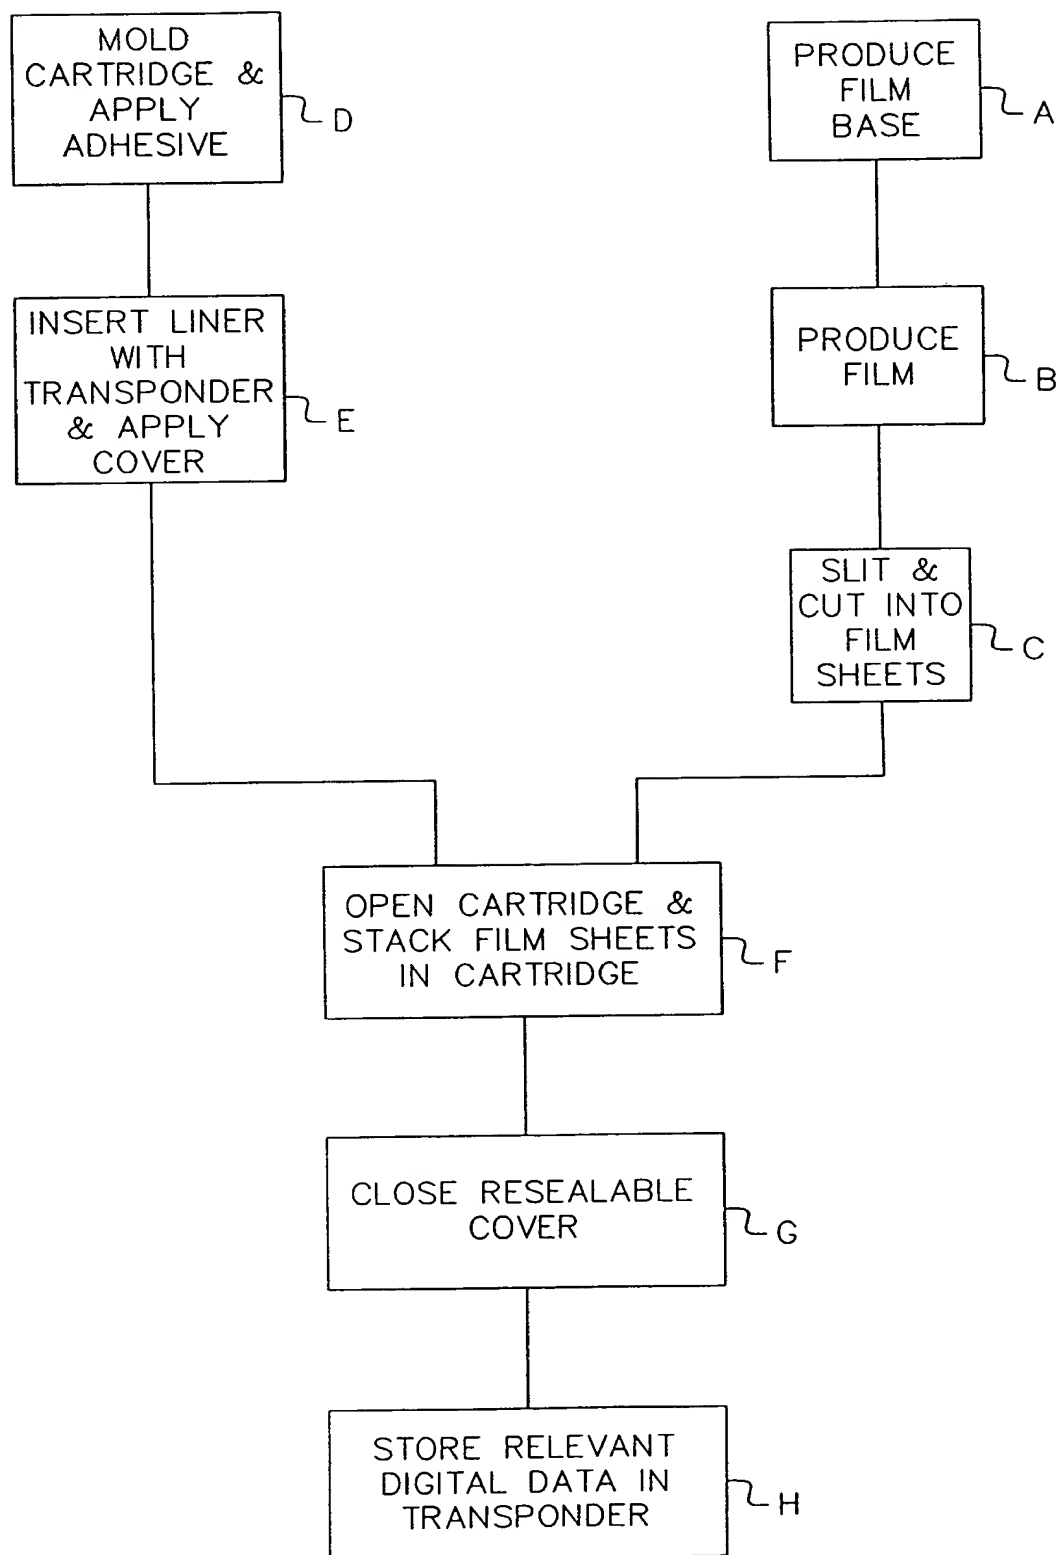 MOLD
CARTRIDGE &
APPLY
ADHESIVE
D
PRODUCE
FILM
BASE
A
INSERT LINER
WITH
TRANSPONDER
& APPLY
COVER
E
PRODUCE
FILM
B
SLIT &
CUT INTO
FILM
SHEETS
C
OPEN CARTRIDGE &
STACK FILM SHEETS
IN CARTRIDGE
F
CLOSE RESEALABLE
COVER
G
STORE RELEVANT
DIGITAL DATA IN
TRANSPONDER
H